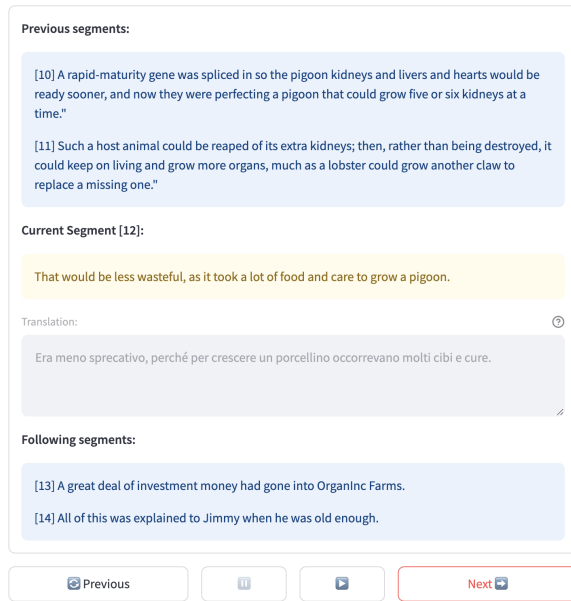 Previous segments:
[10] A rapid-maturity gene was spliced in so the pigoon kidneys and livers and hearts would be
ready sooner, and now they were perfecting a pigoon that could grow five or six kidneys at a
time."
[11] Such a host animal could be reaped of its extra kidneys; then, rather than being destroyed, it
could keep on living and grow more organs, much as a lobster could grow another claw to
replace a missing one."
Current Segment [12]:
That would be less wasteful, as it took a lot of food and care to grow a pigoon.
Translation:
Era meno sprecativo, perché per crescere un porcellino occorrevano molti cibi e cure.
Following segments:
[13] A great deal of investment money had gone into OrganInc Farms.
[14] All of this was explained to Jimmy when he was old enough.
Previous
Next